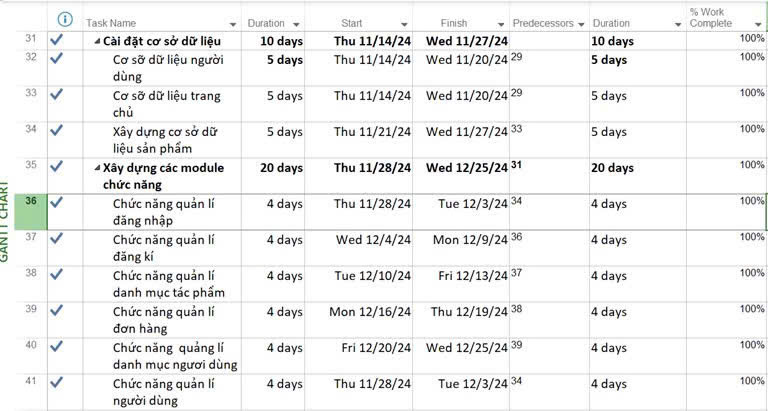 Task Name Duration Start Finish Predecessors Duration % Work Complete
31 Cài đặt cơ sở dữ liệu 10 days Thu 11/14/24 Wed 11/27/24 10 days 100%
32 Cơ sỡ dữ liệu người dùng 5 days Thu 11/14/24 Wed 11/20/24 29 5 days 100%
33 Cơ sỡ dữ liệu trang chủ 5 days Thu 11/14/24 Wed 11/20/24 29 5 days 100%
34 Xây dựng cơ sở dữ liệu sản phẩm 5 days Thu 11/21/24 Wed 11/27/24 33 5 days 100%
35 Xây dựng các module chức năng 20 days Thu 11/28/24 Wed 12/25/24 31 20 days 100%
36 Chức năng quản lí đăng nhập 4 days Thu 11/28/24 Tue 12/3/24 34 4 days 100%
37 Chức năng quản lí đăng kí 4 days Wed 12/4/24 Mon 12/9/24 36 4 days 100%
38 Chức năng quản lí danh mục tác phẩm 4 days Tue 12/10/24 Fri 12/13/24 37 4 days 100%
39 Chức năng quản lí đơn hàng 4 days Mon 12/16/24 Thu 12/19/24 38 4 days 100%
40 Chức năng quảng lí danh mục ngươi dùng 4 days Fri 12/20/24 Wed 12/25/24 39 4 days 100%
41 Chức năng quản lí người dùng 4 days Thu 11/28/24 Tue 12/3/24 34 4 days 100%
GANTT CHART